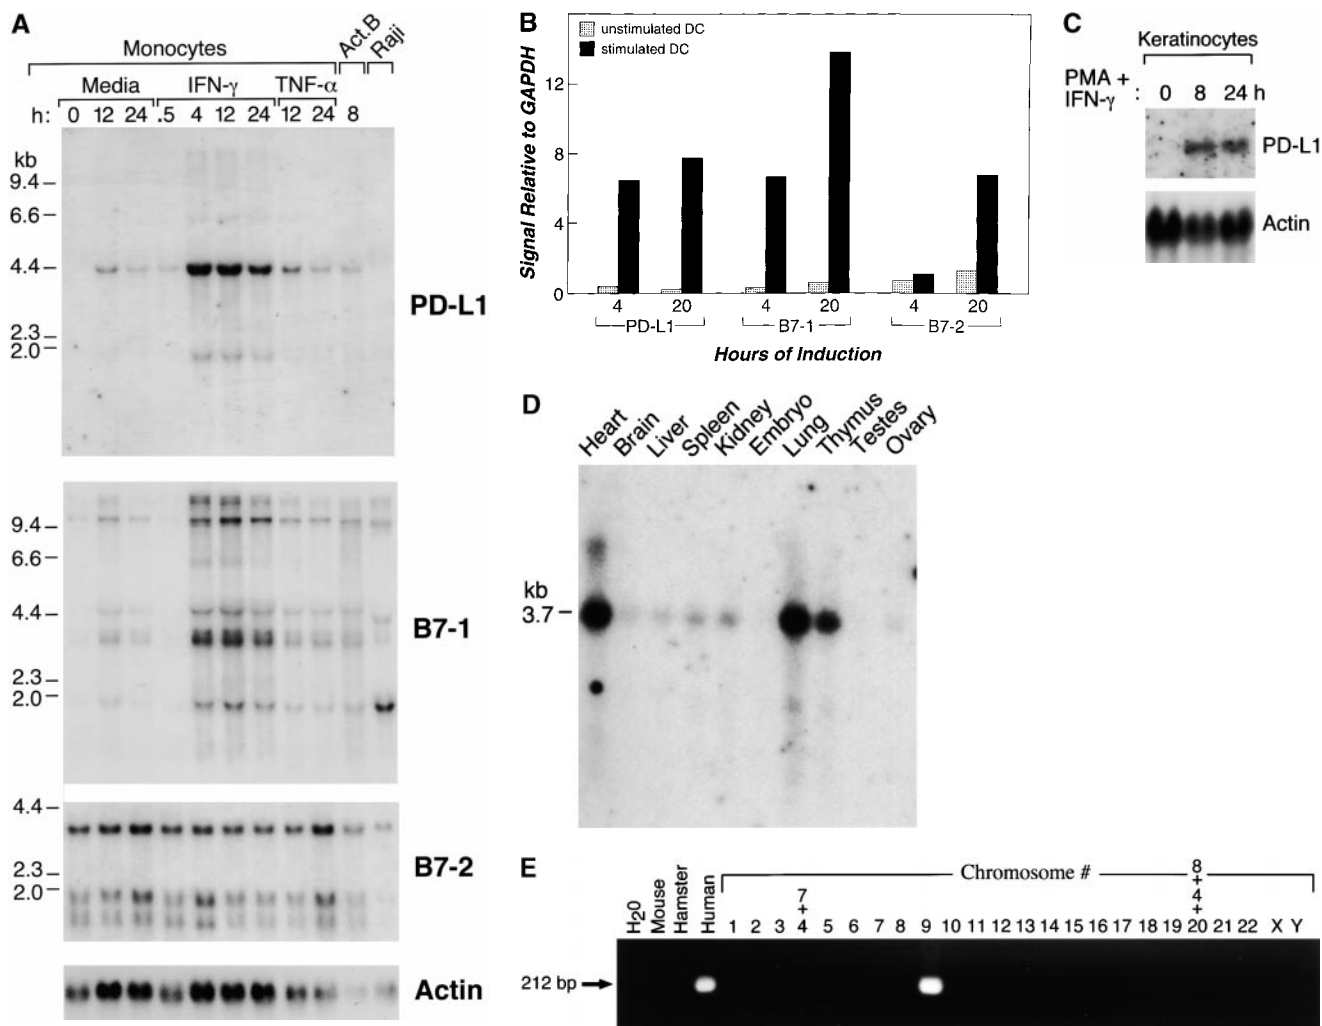 A
Monocytes
Act.B
Raji
Media
IFN-γ
TNF-α
h: 0 12 24 .5 4 12 24 12 24 8
kb
9.4
6.6
4.4
2.3
2.0
PD-L1
9.4
6.6
4.4
2.3
2.0
B7-1
4.4
2.3
2.0
B7-2
Actin
B
unstimulated DC
stimulated DC
Signal Relative to GAPDH
12
8
4
0
4 20 4 20 4 20
PD-L1 B7-1 B7-2
Hours of Induction
C
Keratinocytes
PMA +
IFN-γ : 0 8 24 h
PD-L1
Actin
D
Heart Brain Liver Spleen Kidney Embryo Lung Thymus Testes Ovary
kb
3.7
E
Chromosome #
H20 Mouse Hamster Human 1 2 3 7+4 5 6 7 8 9 10 11 12 13 14 15 16 17 18 19 8+4+20 21 22 X Y
212 bp